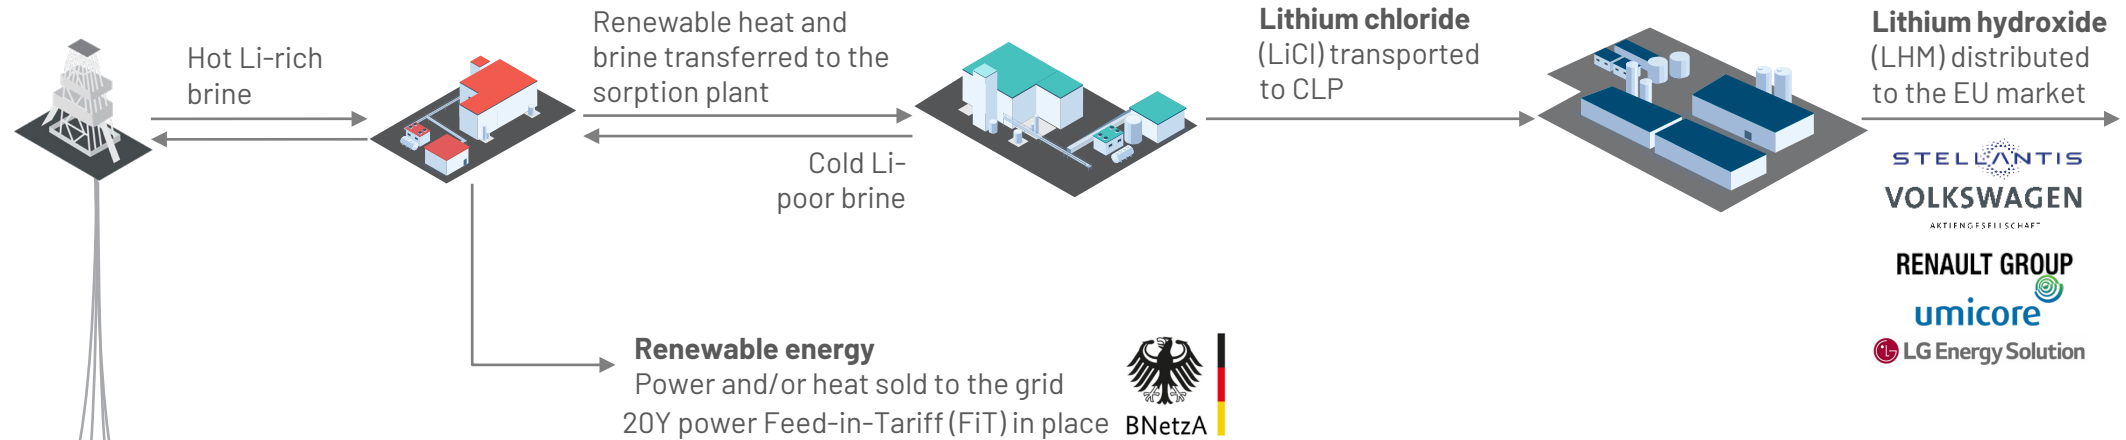 Hot Li-rich
brine
Renewable heat and
brine transferred to the
sorption plant
Cold Li-
poor brine
Lithium chloride
(LiCl) transported
to CLP
Lithium hydroxide
(LHM) distributed
to the EU market
STELLANTIS
VOLKSWAGEN
AKTIENGESELLSCHAFT
RENAULT GROUP
umicore
LG Energy Solution
Renewable energy
Power and/or heat sold to the grid
20Y power Feed-in-Tariff (FiT) in place
BNetzA